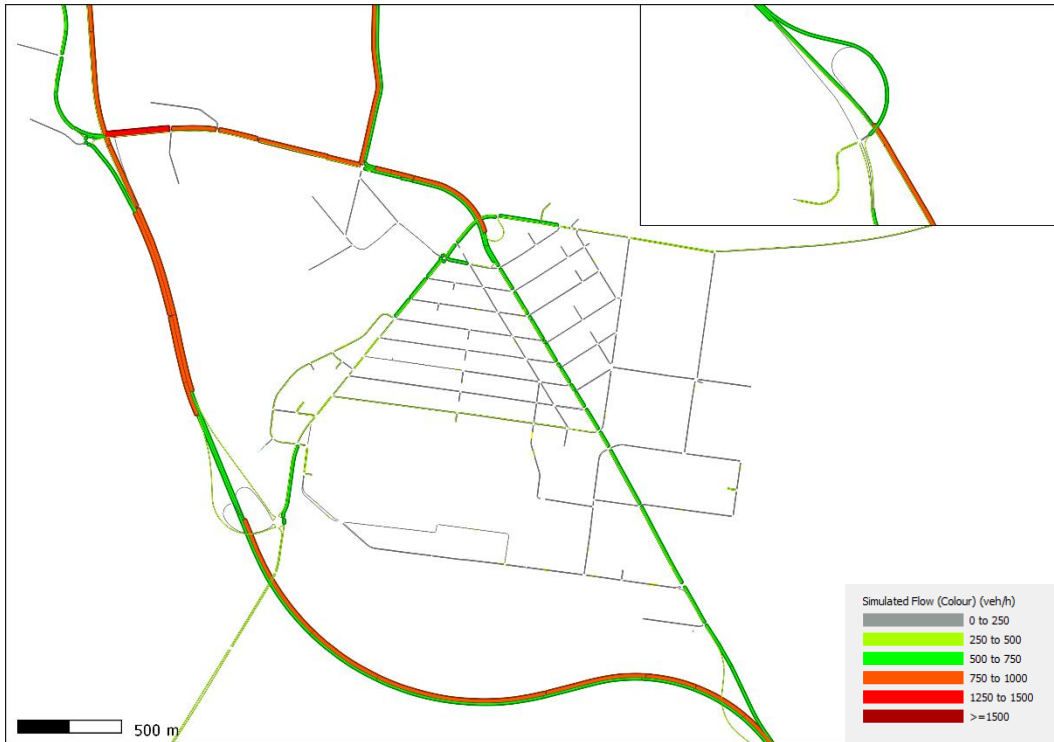 Simulated Flow (Colour) (veh/h)
0 to 250
250 to 500
500 to 750
750 to 1000
1250 to 1500
>=1500
500 m